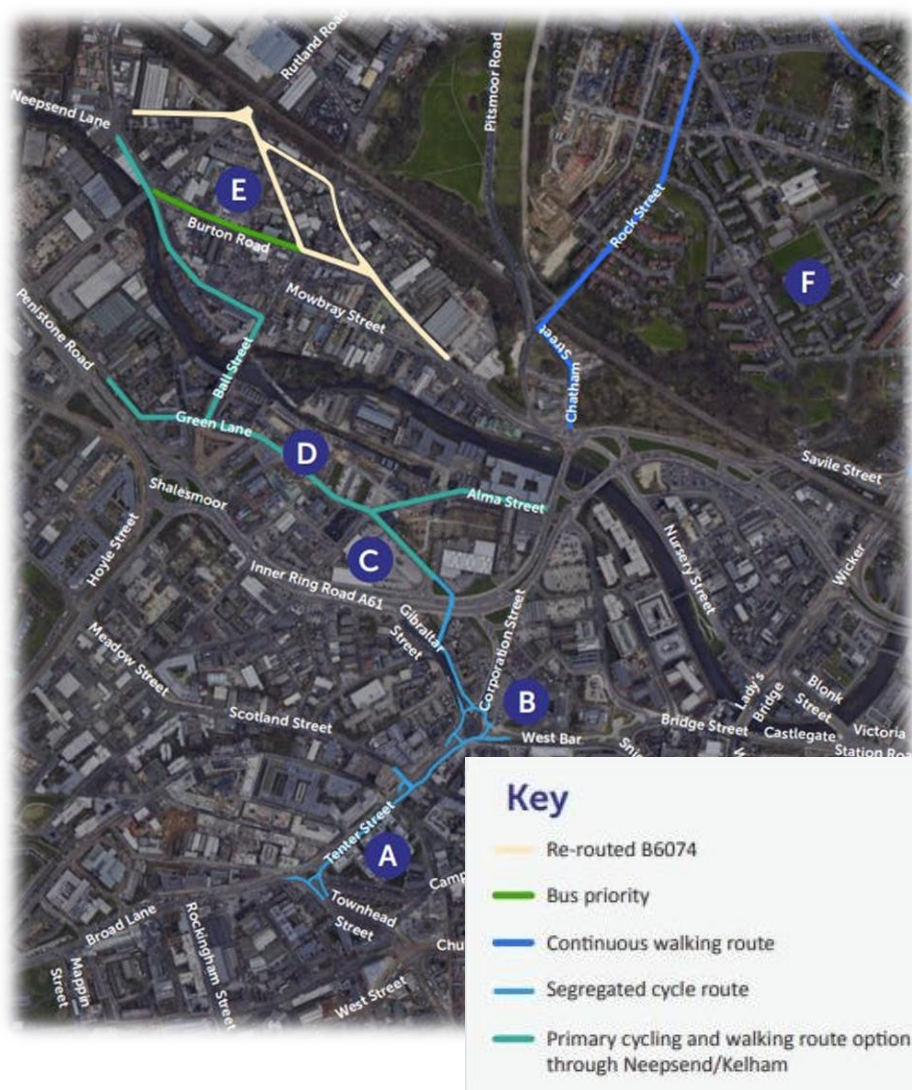 Rutland Road
Pitsmoor Road
Neepsend Lane
E
Rock Street
Burton Road
F
Mowbray Street
Penistone Road
Chatham
Street
Ball Street
Green Lane
D
Savile Street
Shalesmoor
Alma Street
Hoyle Street
C
Nursery Street
Inner Ring Road A61
Wicker
Gibraltar
Street
Corporation Street
Meadow Street
Lady's
Bridge
Blonk
Street
B
Scotland Street
West Bar
Bridge Street
Castlegate
Victoria
Station Roa
Snig
Key
Re-routed B6074
Bus priority
Continuous walking route
Segregated cycle route
Primary cycling and walking route option
through Neepsend/Kelham
Tenter Street
A
Camp
Townhead
Street
Broad Lane
Rockingham Street
Chu
Mappin
Street
West Street